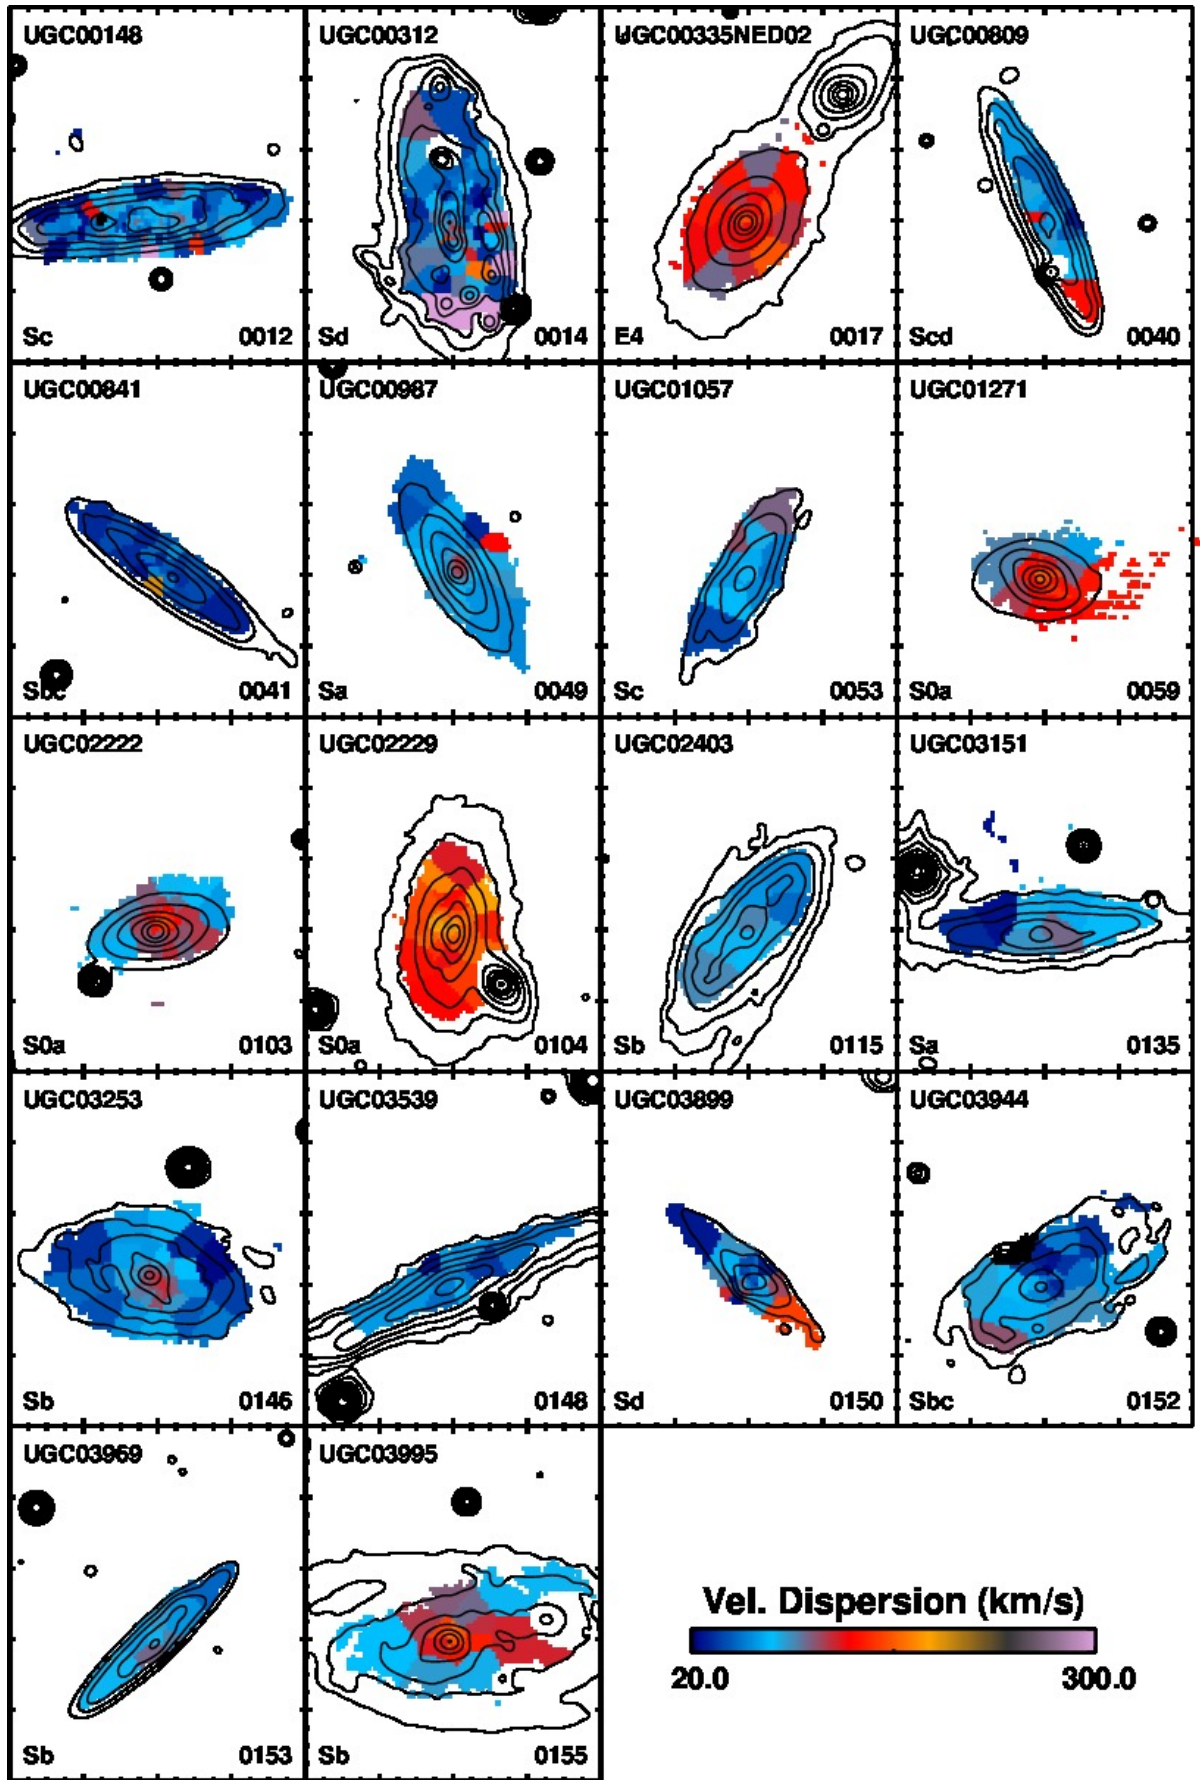 UGC00148 UGC00312 UGC00335NED02 UGC00809
Sc 0012 Sd 0014 E4 0017 Scd 0040
UGC00841 UGC00987 UGC01057 UGC01271
Sbc 0041 Sa 0049 Sc 0053 S0a 0059
UGC02222 UGC02229 UGC02403 UGC03151
S0a 0103 S0a 0104 Sb 0115 Sa 0135
UGC03253 UGC03539 UGC03899 UGC03944
Sb 0146 0148 Sd 0150 Sbc 0152
UGC03969 UGC03995
Vel. Dispersion (km/s)
20.0 300.0
Sb 0153 Sb 0155